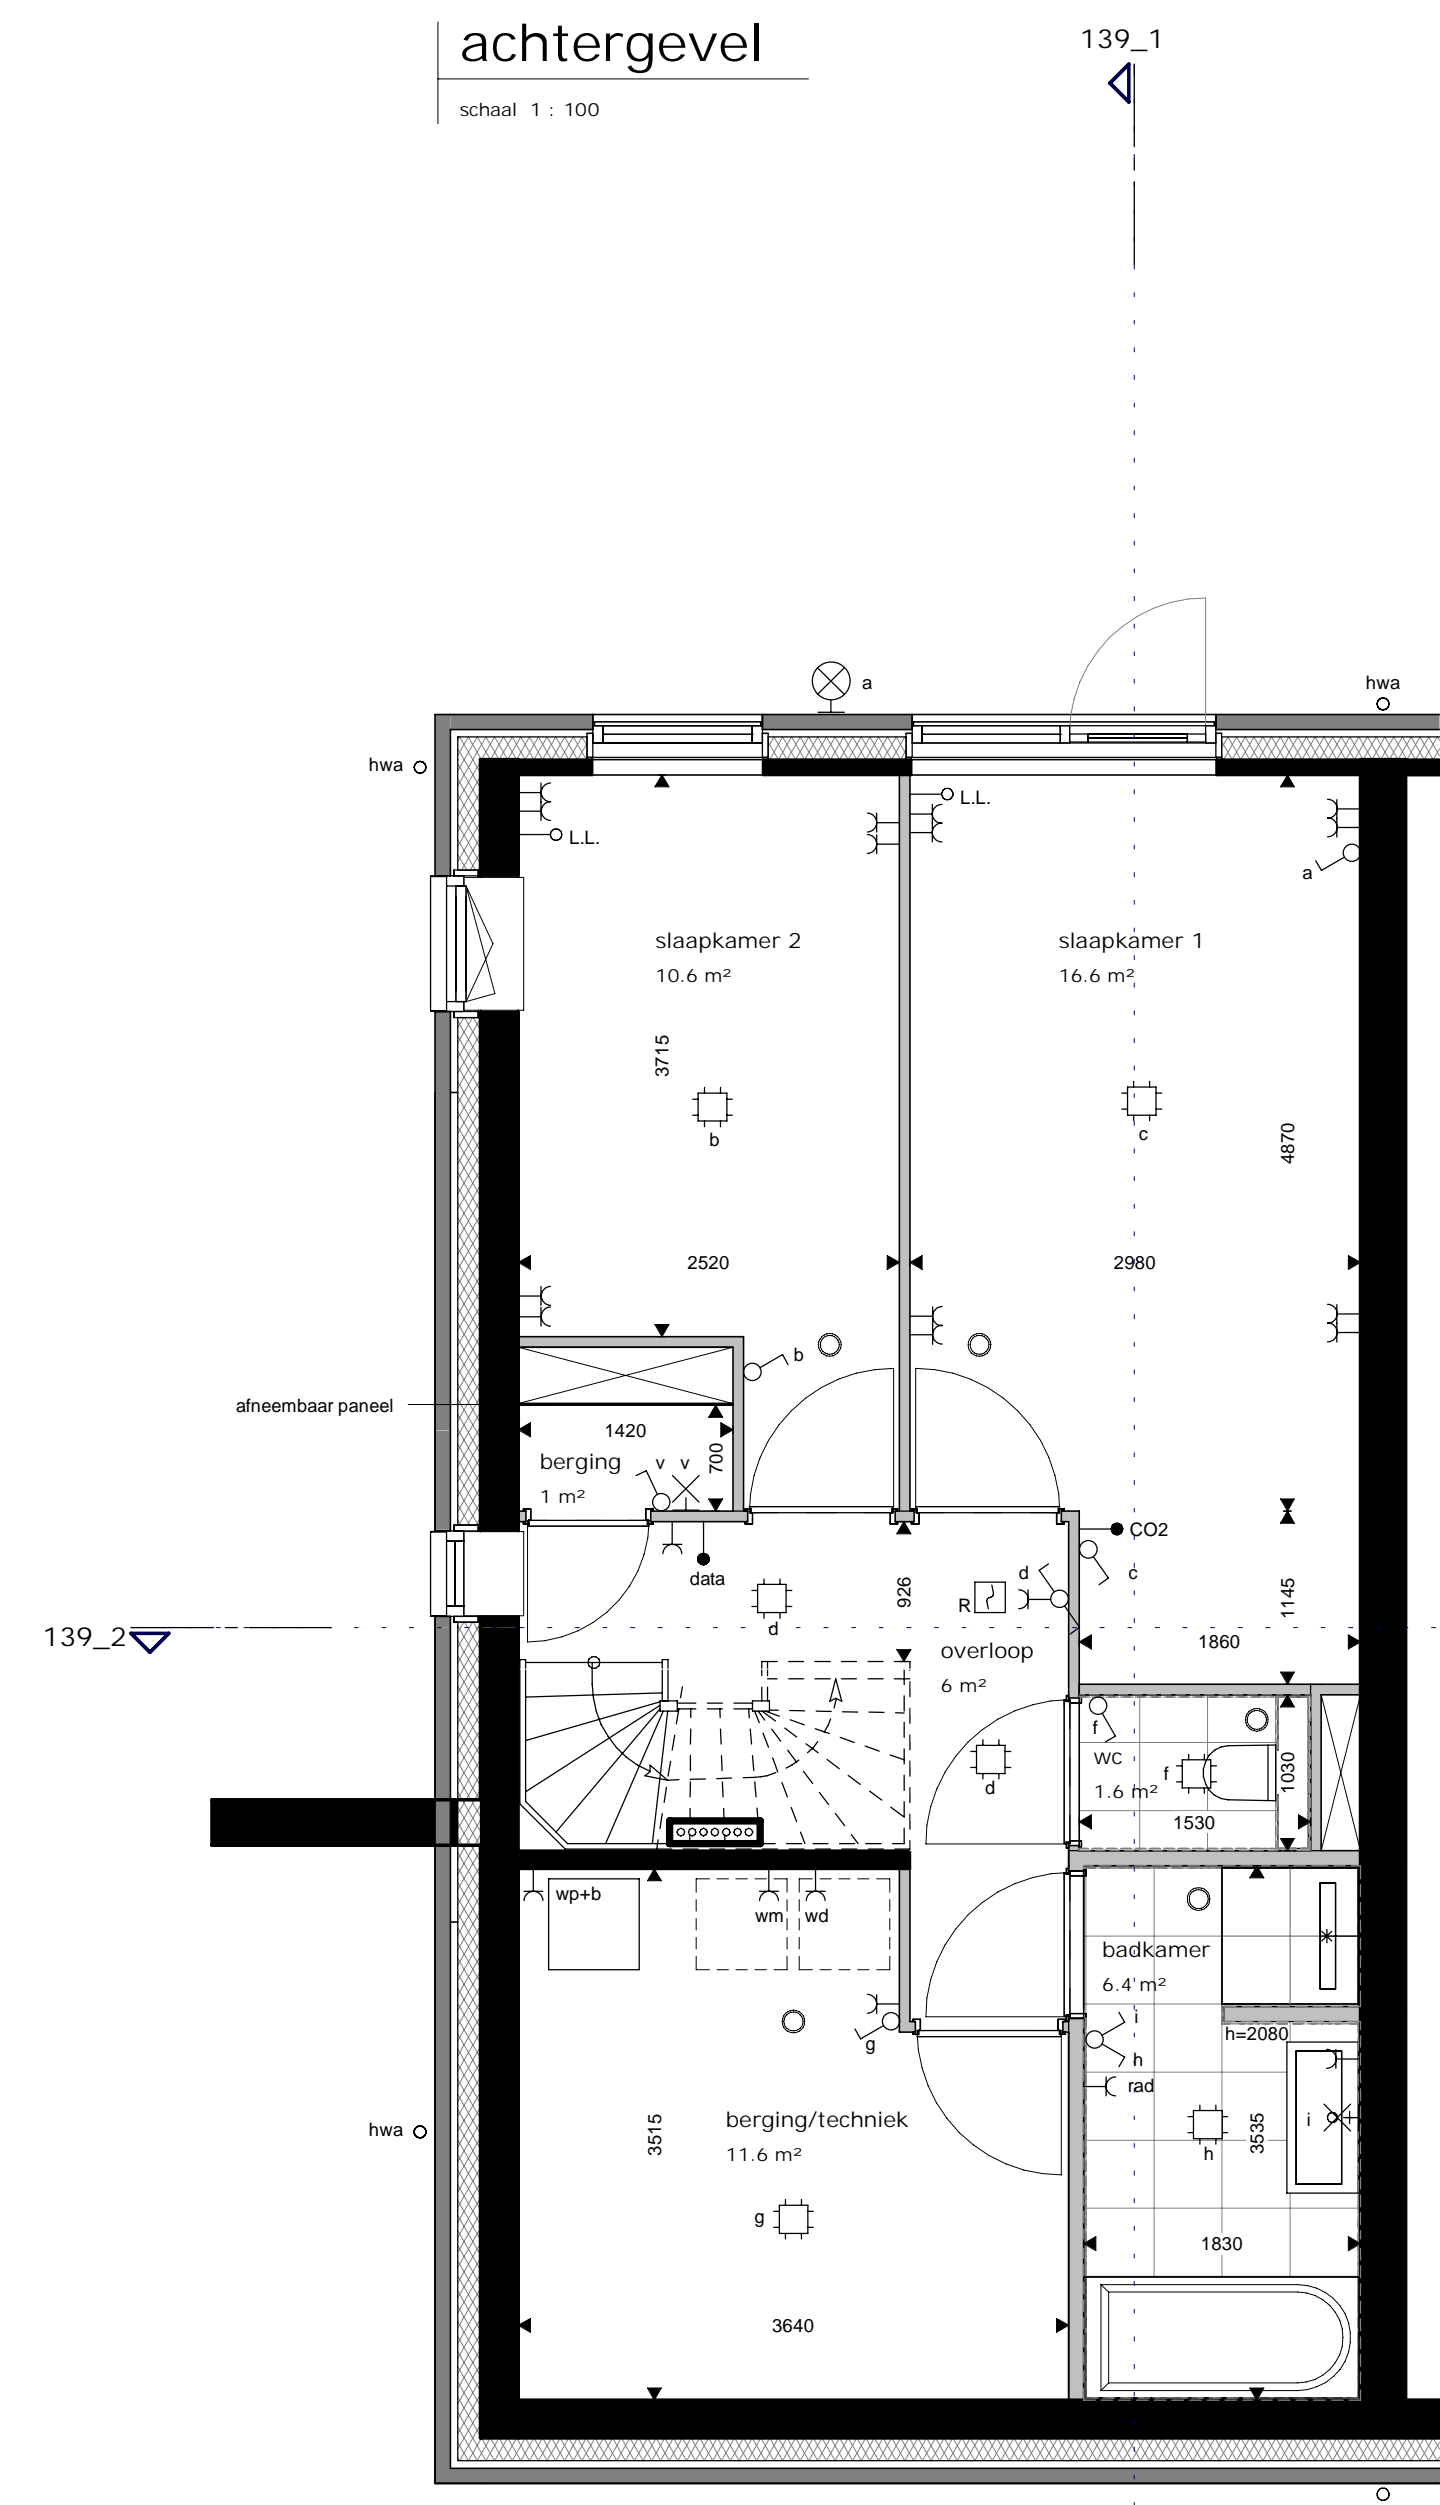 achtergevel
139_1
schaal 1 : 100
a
hwa
hwa
L.L.
L.L.
a
slaapkamer 2
10.6 m²
slaapkamer 1
16.6 m²
3715
b
c
4870
2520
2980
b
afneembaar paneel
1420
700
berging
v v
1 m²
CO2
data
d
c
926
R
1145
d
139_2
1860
overloop
6 m²
f
wc
f
1.6 m²
1030
d
1530
wp+b
wm
wd
badkamer
6.4 m²
i
h=2080
g
h
rad
berging/techniek
11.6 m²
i
hwa
3515
3535
h
g
1830
3640